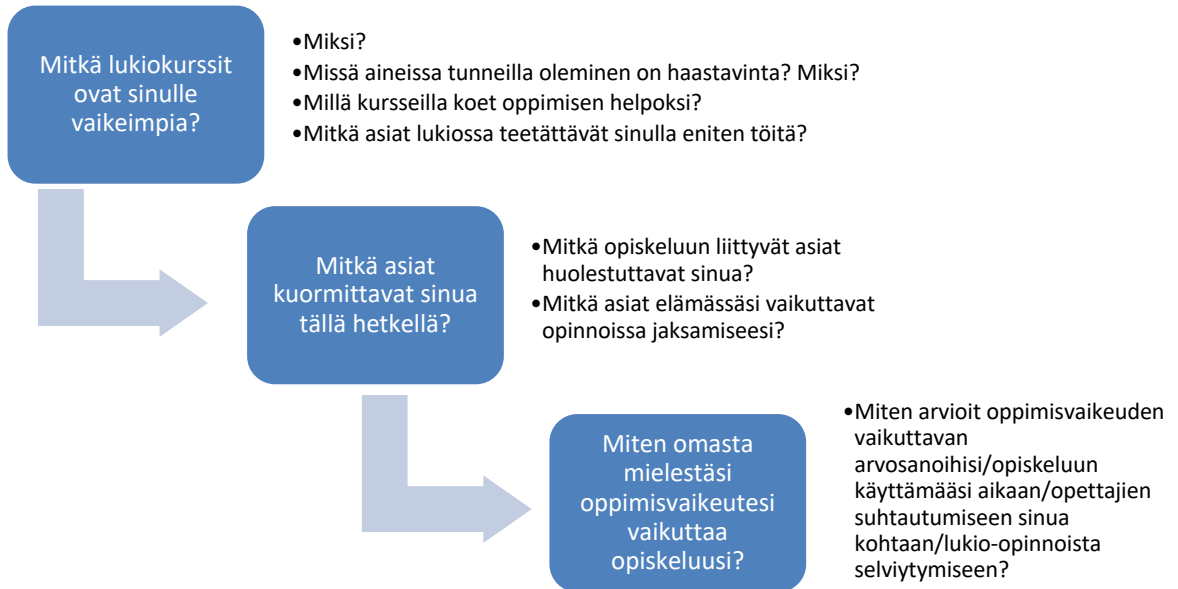 Mitkä lukiokurssit
ovat sinulle
vaikeimpia?
•Miksi?
•Missä aineissa tunneilla oleminen on haastavinta? Miksi?
•Millä kursseilla koet oppimisen helpoksi?
•Mitkä asiat lukiossa teetättävät sinulla eniten töitä?
Mitkä asiat
kuormittavat sinua
tällä hetkellä?
•Mitkä opiskeluun liittyvät asiat
huolestuttavat sinua?
•Mitkä asiat elämässäsi vaikuttavat
opinnoissa jaksamiseesi?
Miten omasta
mielestäsi
oppimisvaikeutesi
vaikuttaa
opiskeluusi?
•Miten arvioit oppimisvaikeuden
vaikuttavan
arvosanoihisi/opiskeluun
käyttämääsi aikaan/opettajien
suhtautumiseen sinua
kohtaan/lukio-opinnoista
selviytymiseen?